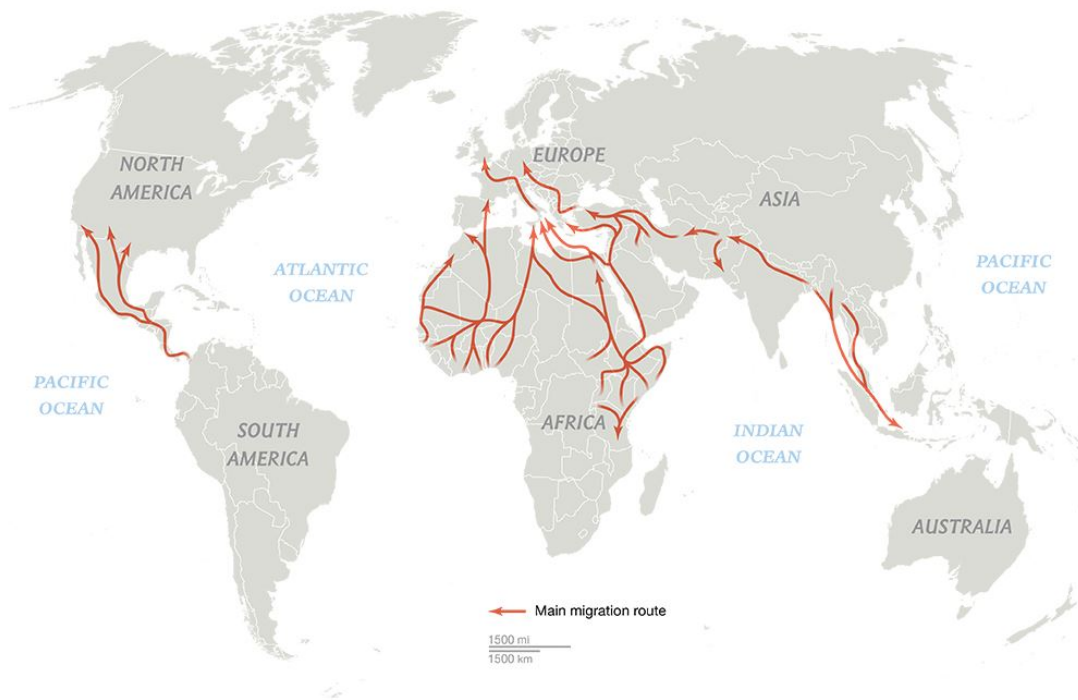 NORTH
AMERICA
EUROPE
ASIA
ATLANTIC
OCEAN
PACIFIC
OCEAN
PACIFIC
OCEAN
SOUTH
AMERICA
AFRICA
INDIAN
OCEAN
AUSTRALIA
Main migration route
1500 mi
1500 km